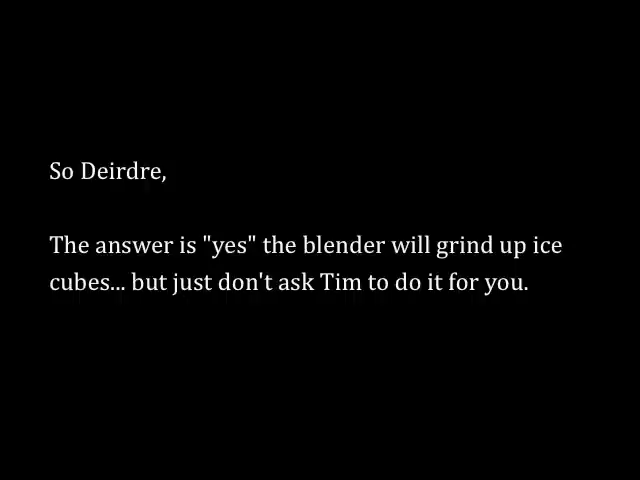 So Deirdre,
The answer is "yes" the blender will grind up ice
cubes... but just don't ask Tim to do it for you.